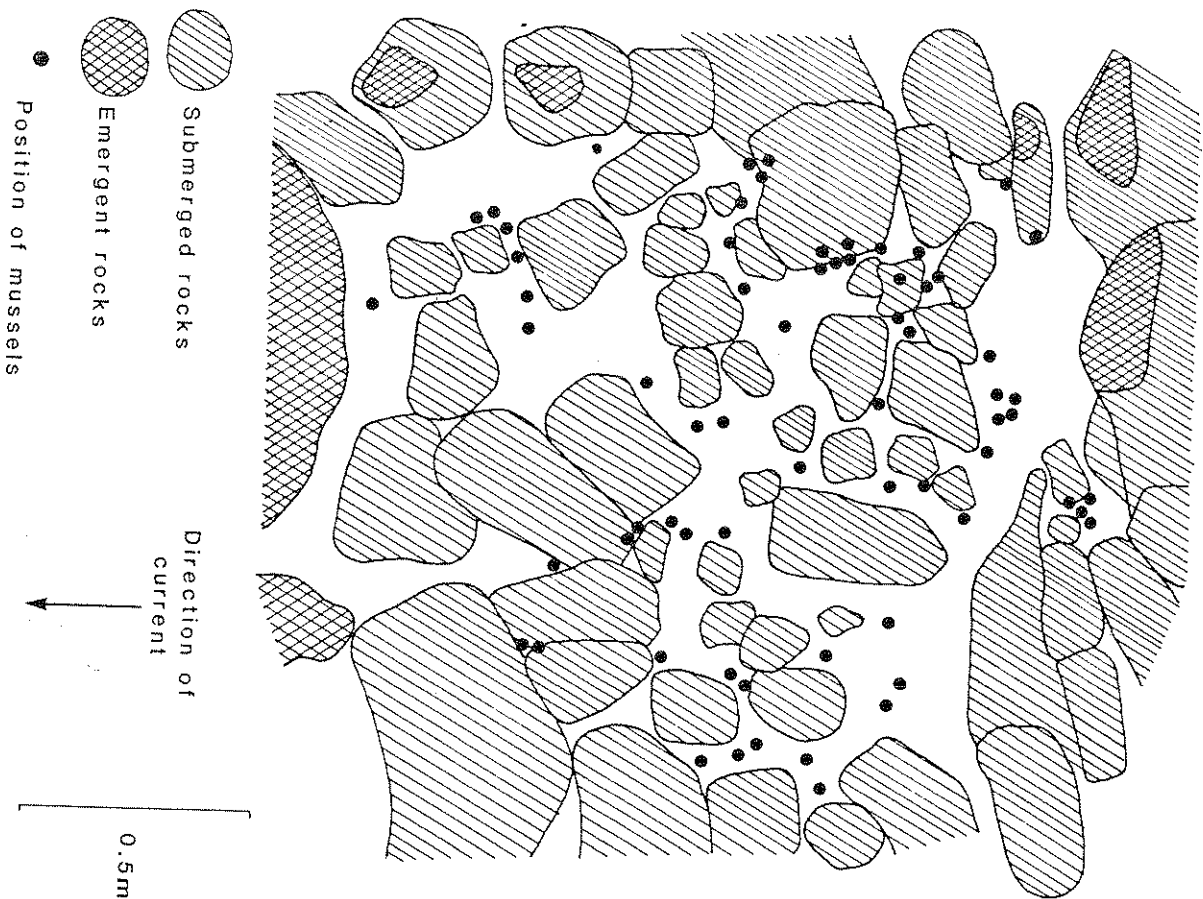 Submerged rocks
Emergent rocks
Position of mussels
Direction of
current
0.5m